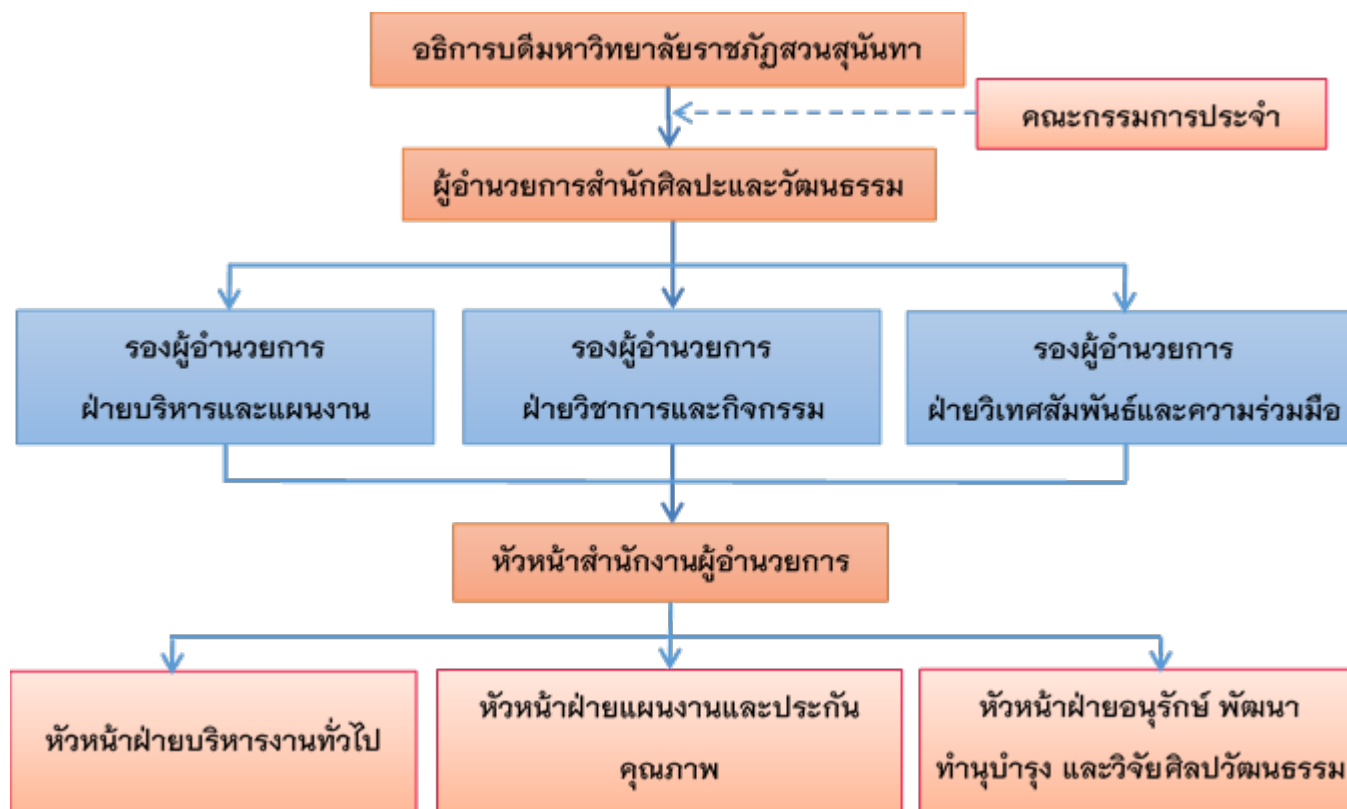 อธิการบดีมหาวิทยาลัยราชภัฏสวนสุนันทา
คณะกรรมการประจำ
ผู้อำนวยการสำนักศิลปะและวัฒนธรรม
รองผู้อำนวยการ
ฝ่ายบริหารและแผนงาน
รองผู้อำนวยการ
ฝ่ายวิชาการและกิจกรรม
รองผู้อำนวยการ
ฝ่ายวิเทศสัมพันธ์และความร่วมมือ
หัวหน้าสำนักงานผู้อำนวยการ
หัวหน้าฝ่ายบริหารงานทั่วไป
หัวหน้าฝ่ายแผนงานและประกัน
คุณภาพ
หัวหน้าฝ่ายอนุรักษ์ พัฒนา
ทำนุบำรุง และวิจัยศิลปวัฒนธรรม